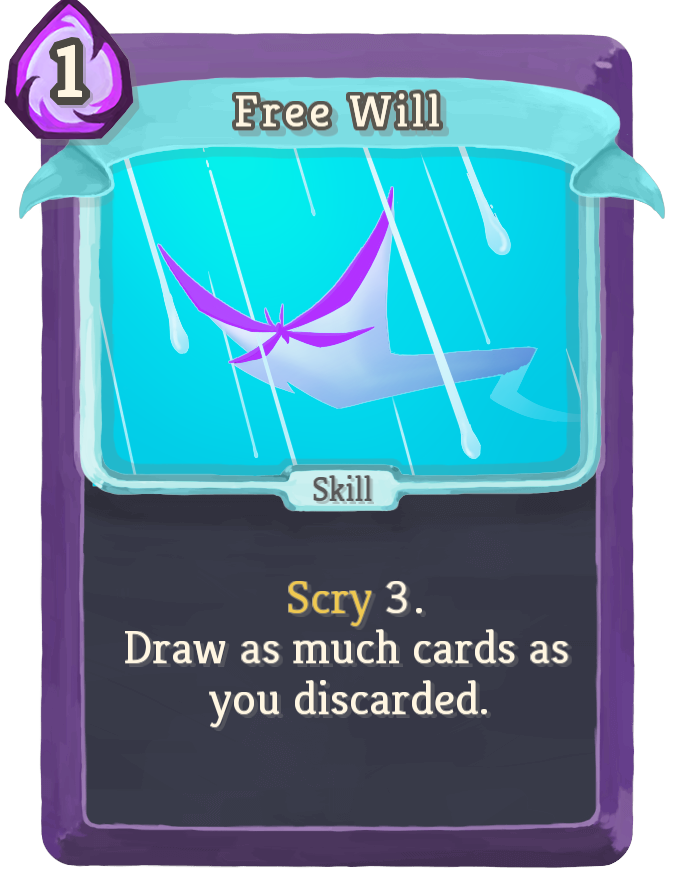 1
Free Will
Skill
Scry 3.
Draw as much cards as
you discarded.